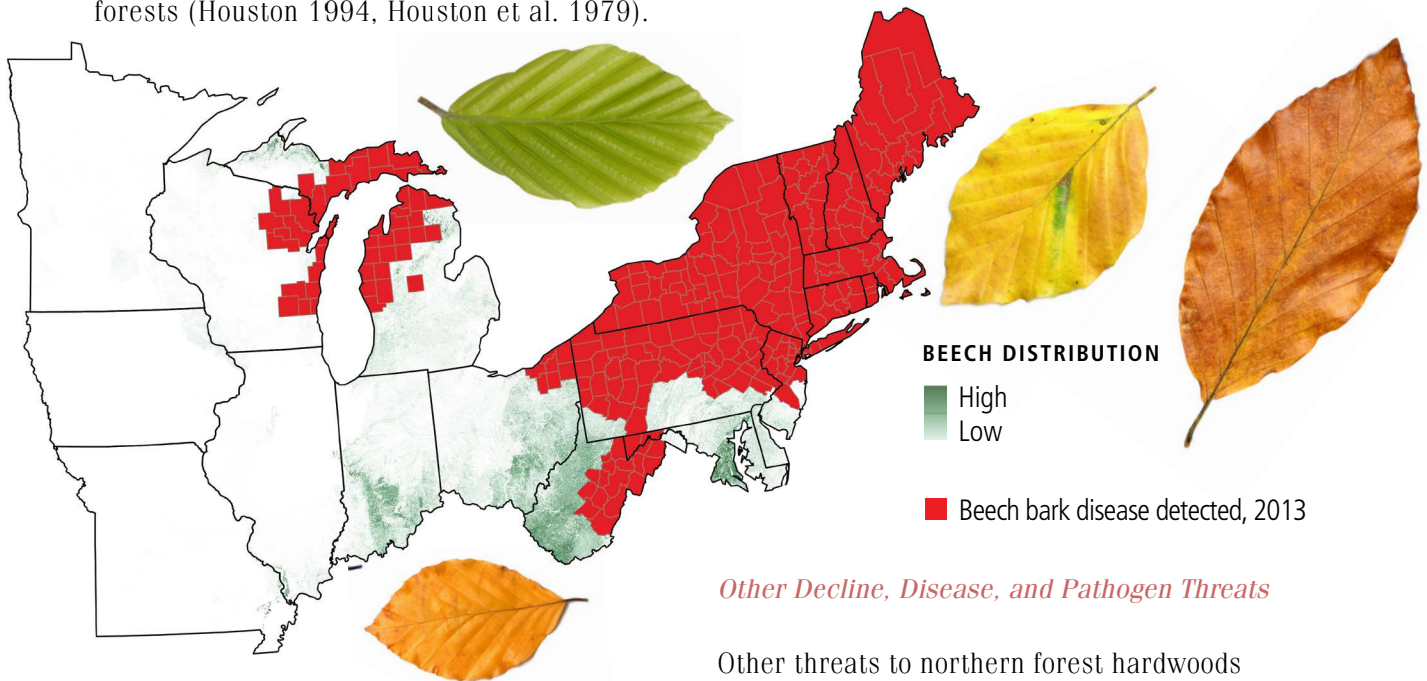 forests (Houston 1994, Houston et al. 1979).
BEECH DISTRIBUTION
High
Low
Beech bark disease detected, 2013
Other Decline, Disease, and Pathogen Threats
Other threats to northern forest hardwoods